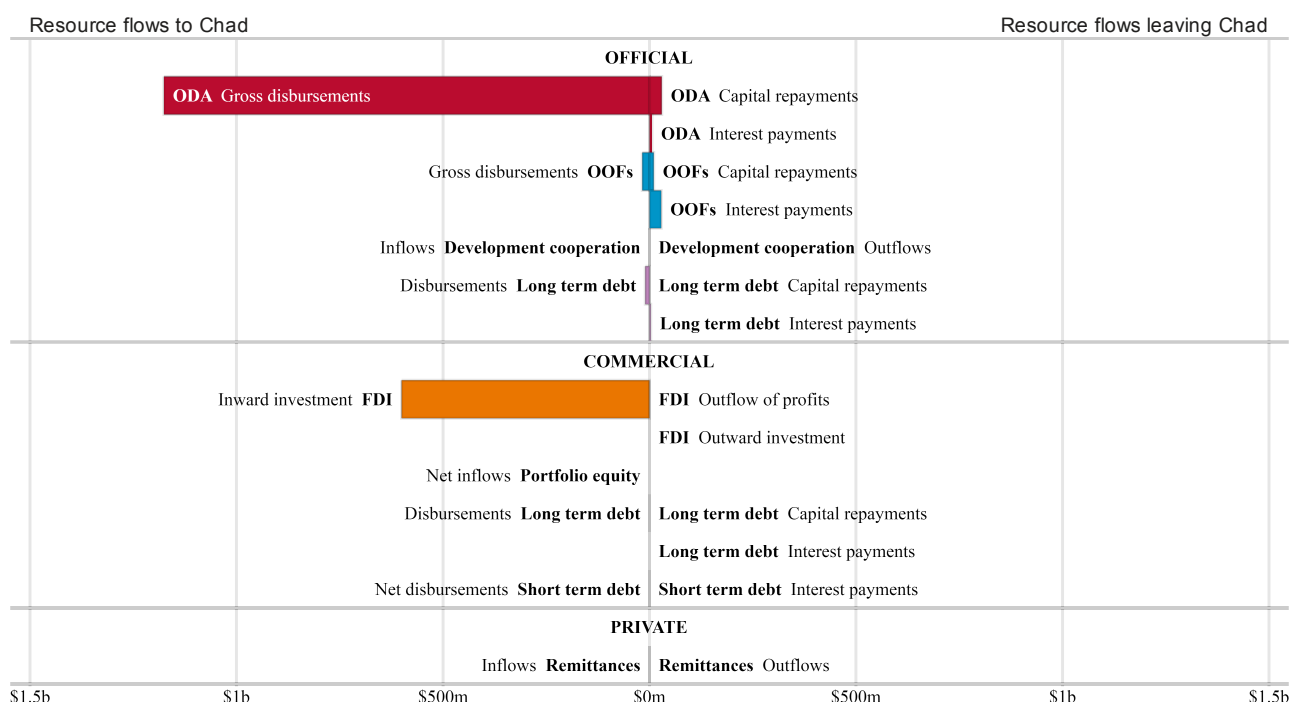 Resource flows to Chad Resource flows leaving Chad
OFFICIAL
ODA Gross disbursements ODA Capital repayments
ODA Interest payments
Gross disbursements OOFs OOFs Capital repayments
OOFs Interest payments
Inflows Development cooperation Development cooperation Outflows
Disbursements Long term debt Long term debt Capital repayments
Long term debt Interest payments
COMMERCIAL
Inward investment FDI FDI Outflow of profits
FDI Outward investment
Net inflows Portfolio equity
Disbursements Long term debt Long term debt Capital repayments
Long term debt Interest payments
Net disbursements Short term debt Short term debt Interest payments
PRIVATE
Inflows Remittances Remittances Outflows
$1.5b $1b $500m $0m $500m $1b $1.5b